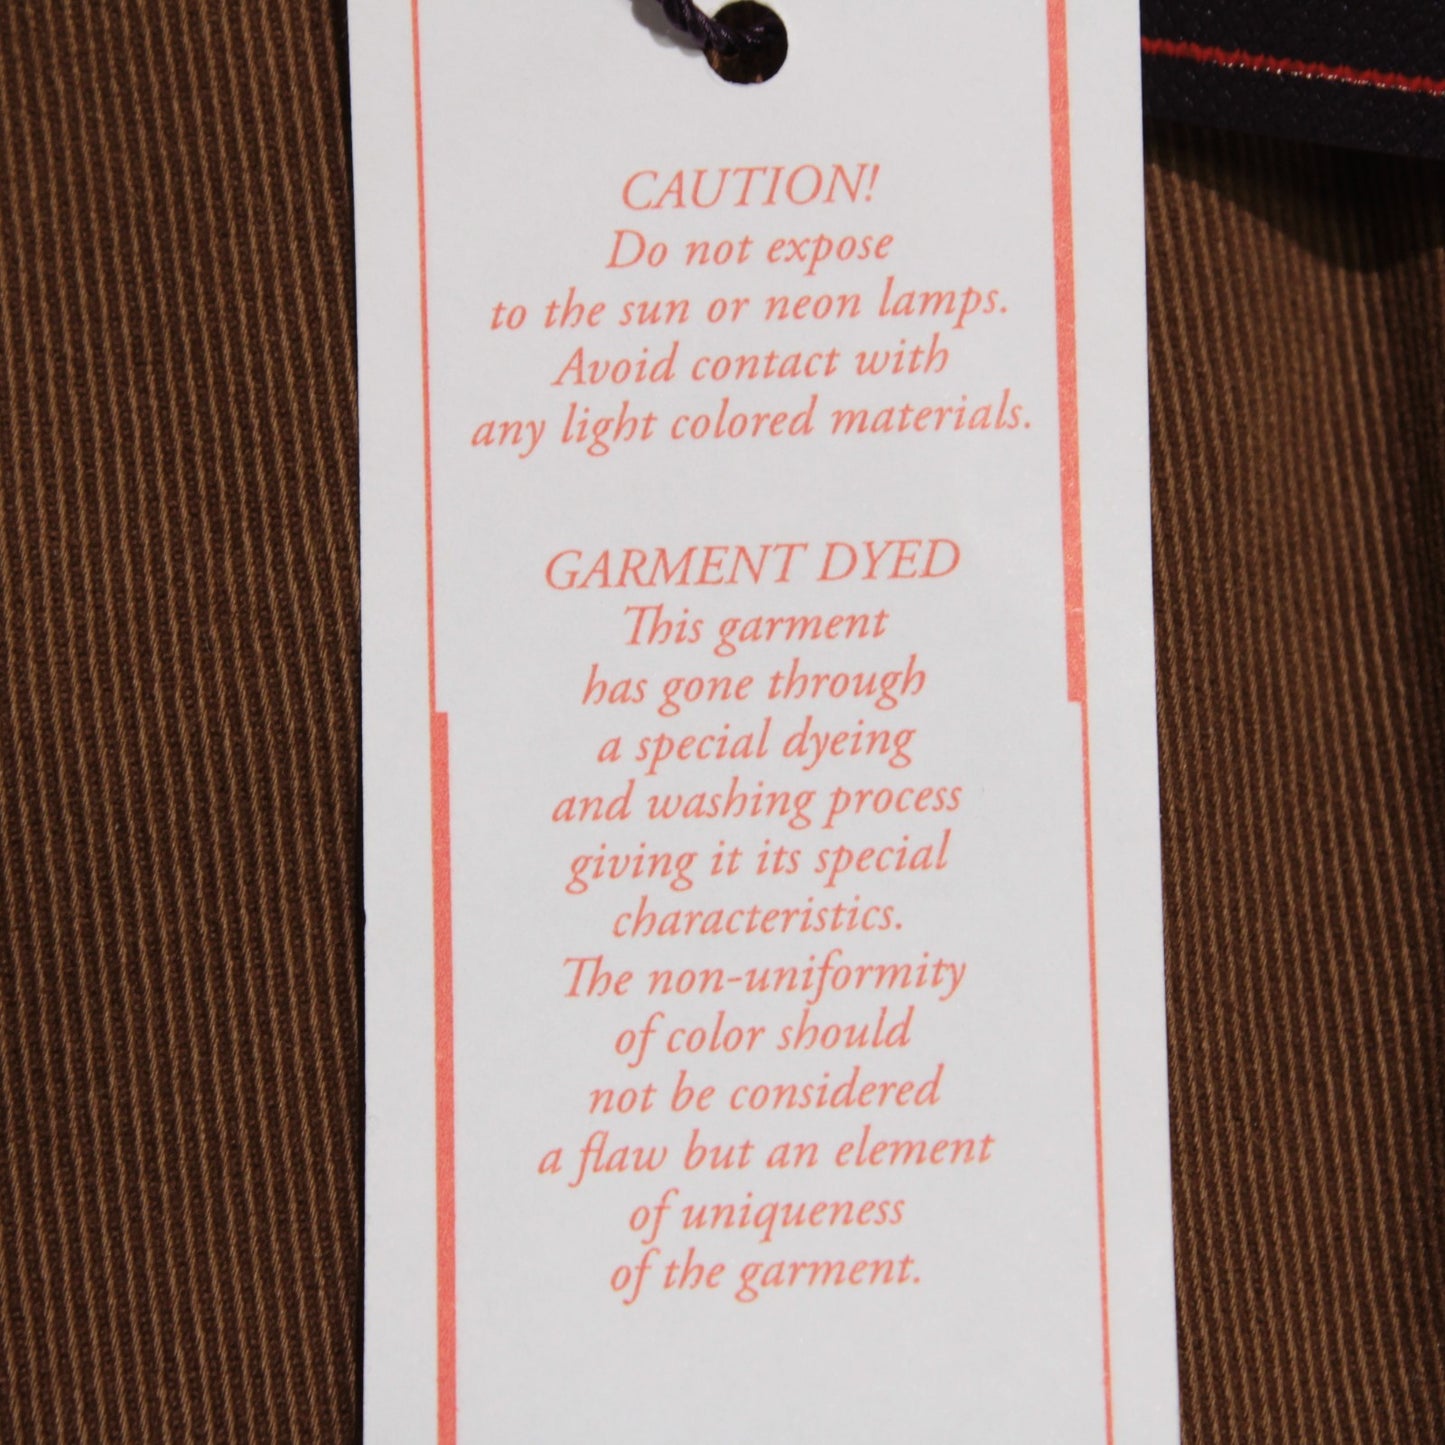 CAUTION!
Do not expose
to the sun or neon lamps.
Avoid contact with
any light colored materials.
GARMENT DYED
This garment
has gone through
a special dyeing
and washing process
giving it its special
characteristics.
The non-uniformity
of color should
not be considered
a flaw but an element
of uniqueness
of the garment.